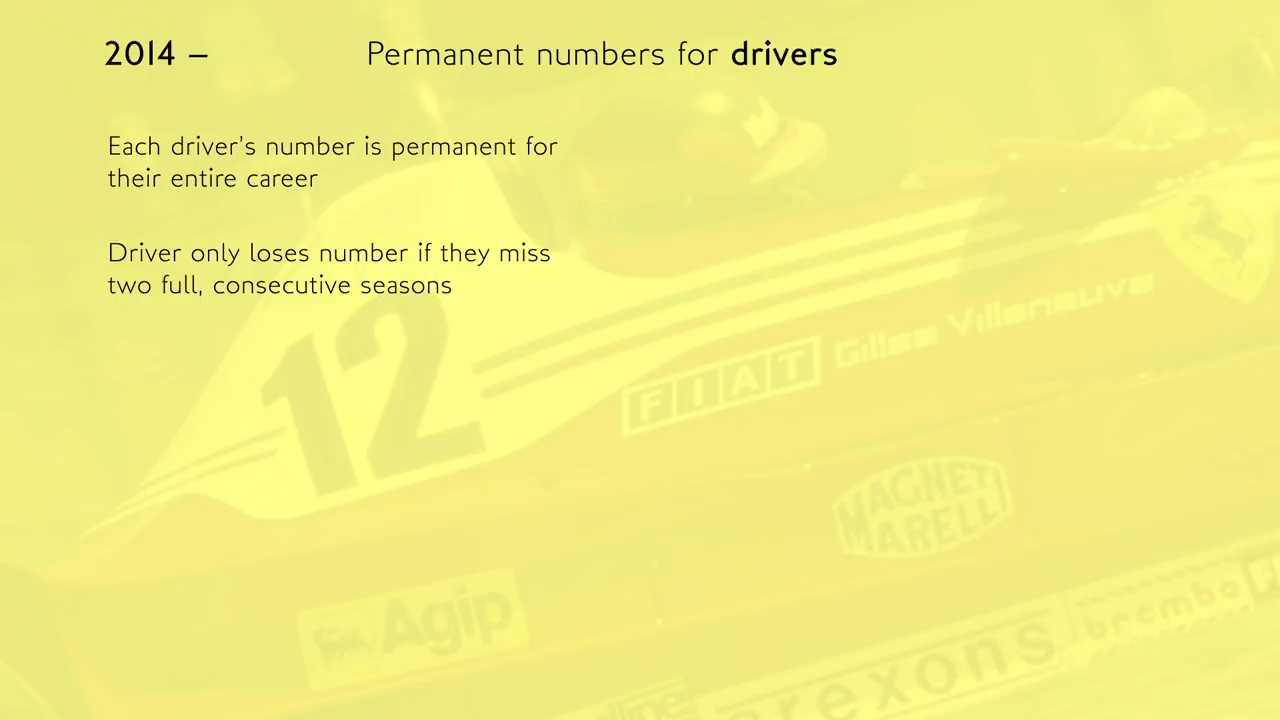 2014 – Permanent numbers for drivers
Each driver's number is permanent for
their entire career
Driver only loses number if they miss
two full, consecutive seasons
12
FIAT Gilles Villeneuve
MAGNETI
MARELLI
Agip
brembo
rexons